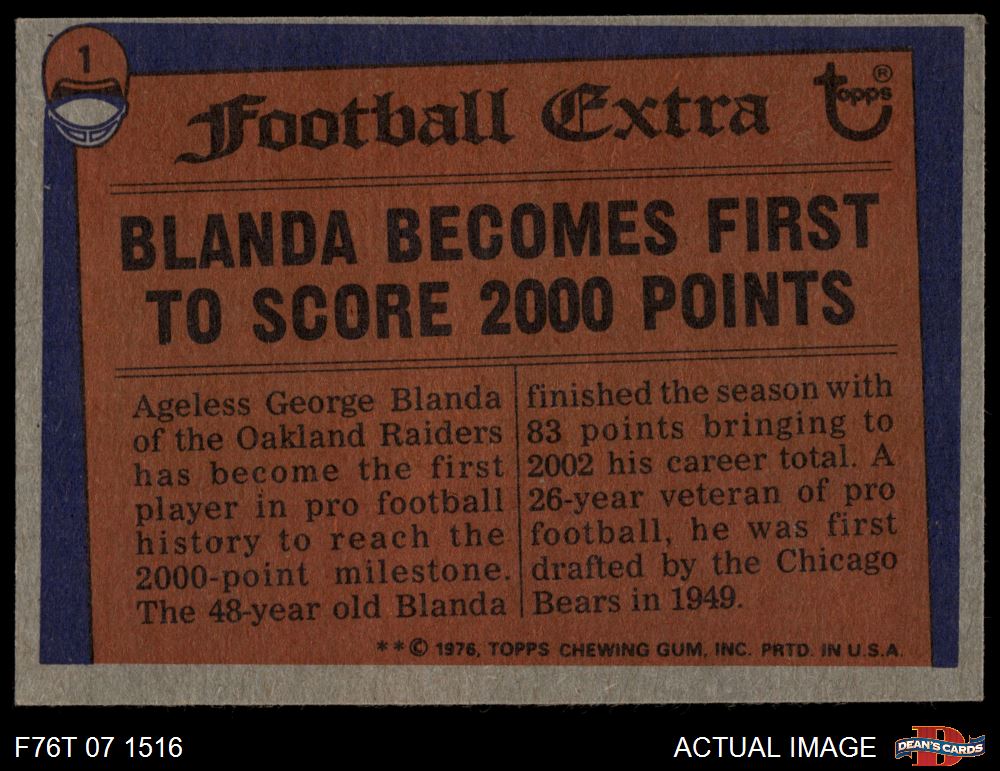 1
Football Extra
topps®
BLANDA BECOMES FIRST
TO SCORE 2000 POINTS
Ageless George Blanda
of the Oakland Raiders
has become the first
player in pro football
history to reach the
2000-point milestone.
The 48-year old Blanda
finished the season with
83 points bringing to
2002 his career total. A
26-year veteran of pro
football, he was first
drafted by the Chicago
Bears in 1949.
**© 1976, TOPPS CHEWING GUM, INC. PRTD. IN U.S.A.
F76T 07 1516
ACTUAL IMAGE
D
DEAN'S CARDS